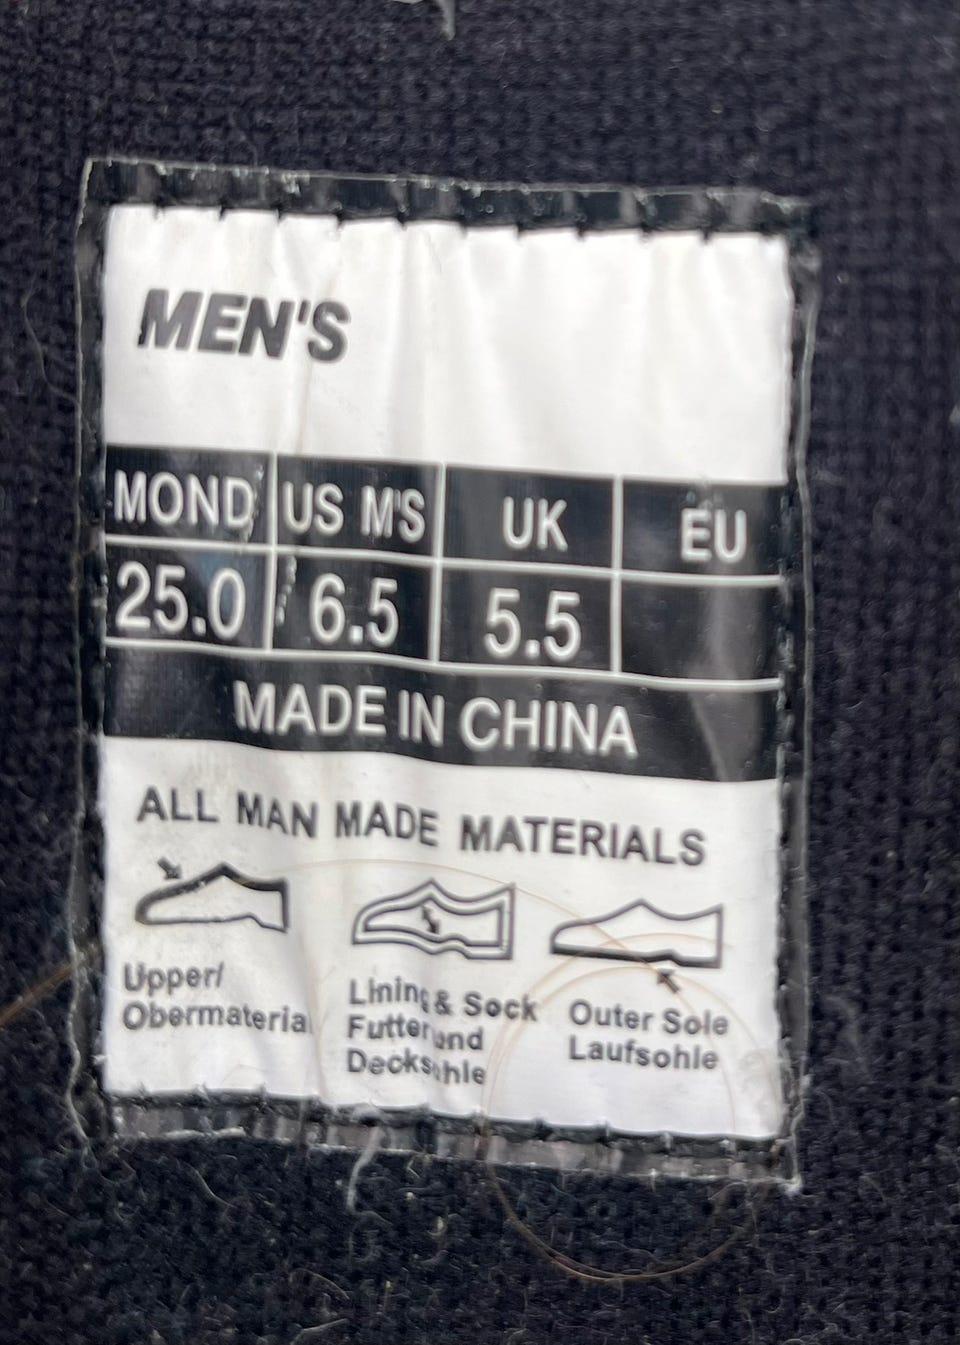 MEN'S
MOND US M'S UK EU
25.0 6.5 5.5
MADE IN CHINA
ALL MAN MADE MATERIALS
Upper/
Obermaterial
Lining & Sock
Futter und
Decksohle
Outer Sole
Laufsohle